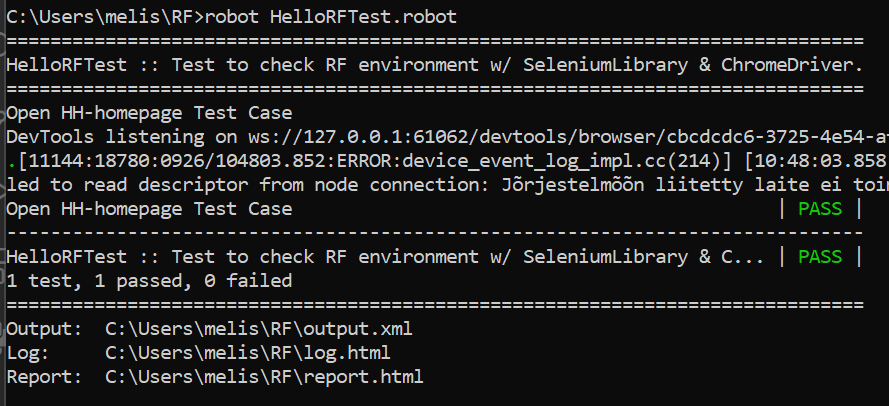 C:\Users\melis\RF>robot HelloRFTest.robot
==============================================================================
HelloRFTest :: Test to check RF environment w/ SeleniumLibrary & ChromeDriver.
==============================================================================
Open HH-homepage Test Case
DevTools listening on ws://127.0.0.1:61062/devtools/browser/cbcdcdc6-3725-4e54-a
.[11144:18780:0926/104803.852:ERROR:device_event_log_impl.cc(214)] [10:48:03.858
led to read descriptor from node connection: Jõrjestelmõõn liitetty laite ei toi
Open HH-homepage Test Case | PASS |
------------------------------------------------------------------------------
HelloRFTest :: Test to check RF environment w/ SeleniumLibrary & C... | PASS |
1 test, 1 passed, 0 failed
==============================================================================
Output: C:\Users\melis\RF\output.xml
Log: C:\Users\melis\RF\log.html
Report: C:\Users\melis\RF\report.html